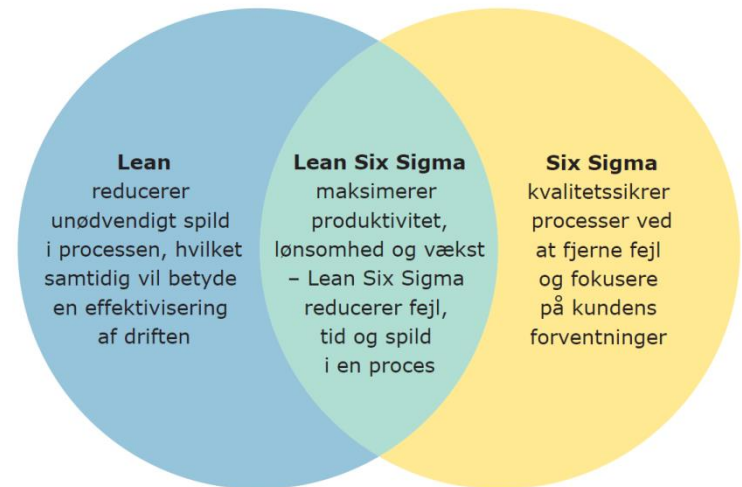 Lean
reducerer
unødvendigt spild
i processen, hvilket
samtidig vil betyde
en effektivisering
af driften
Lean Six Sigma
maksimerer
produktivitet,
lønsomhed og vækst
– Lean Six Sigma
reducerer fejl,
tid og spild
i en proces
Six Sigma
kvalitetssikrer
processer ved
at fjerne fejl
og fokusere
på kundens
forventninger